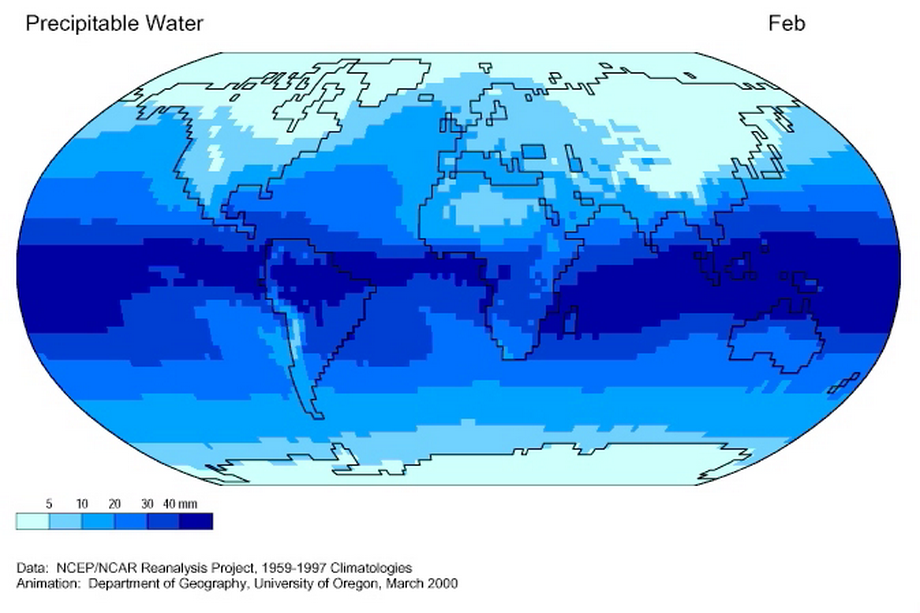 Precipitable Water
Feb
5 10 20 30 40 mm
Data: NCEP/NCAR Reanalysis Project, 1959-1997 Climatologies
Animation: Department of Geography, University of Oregon, March 2000